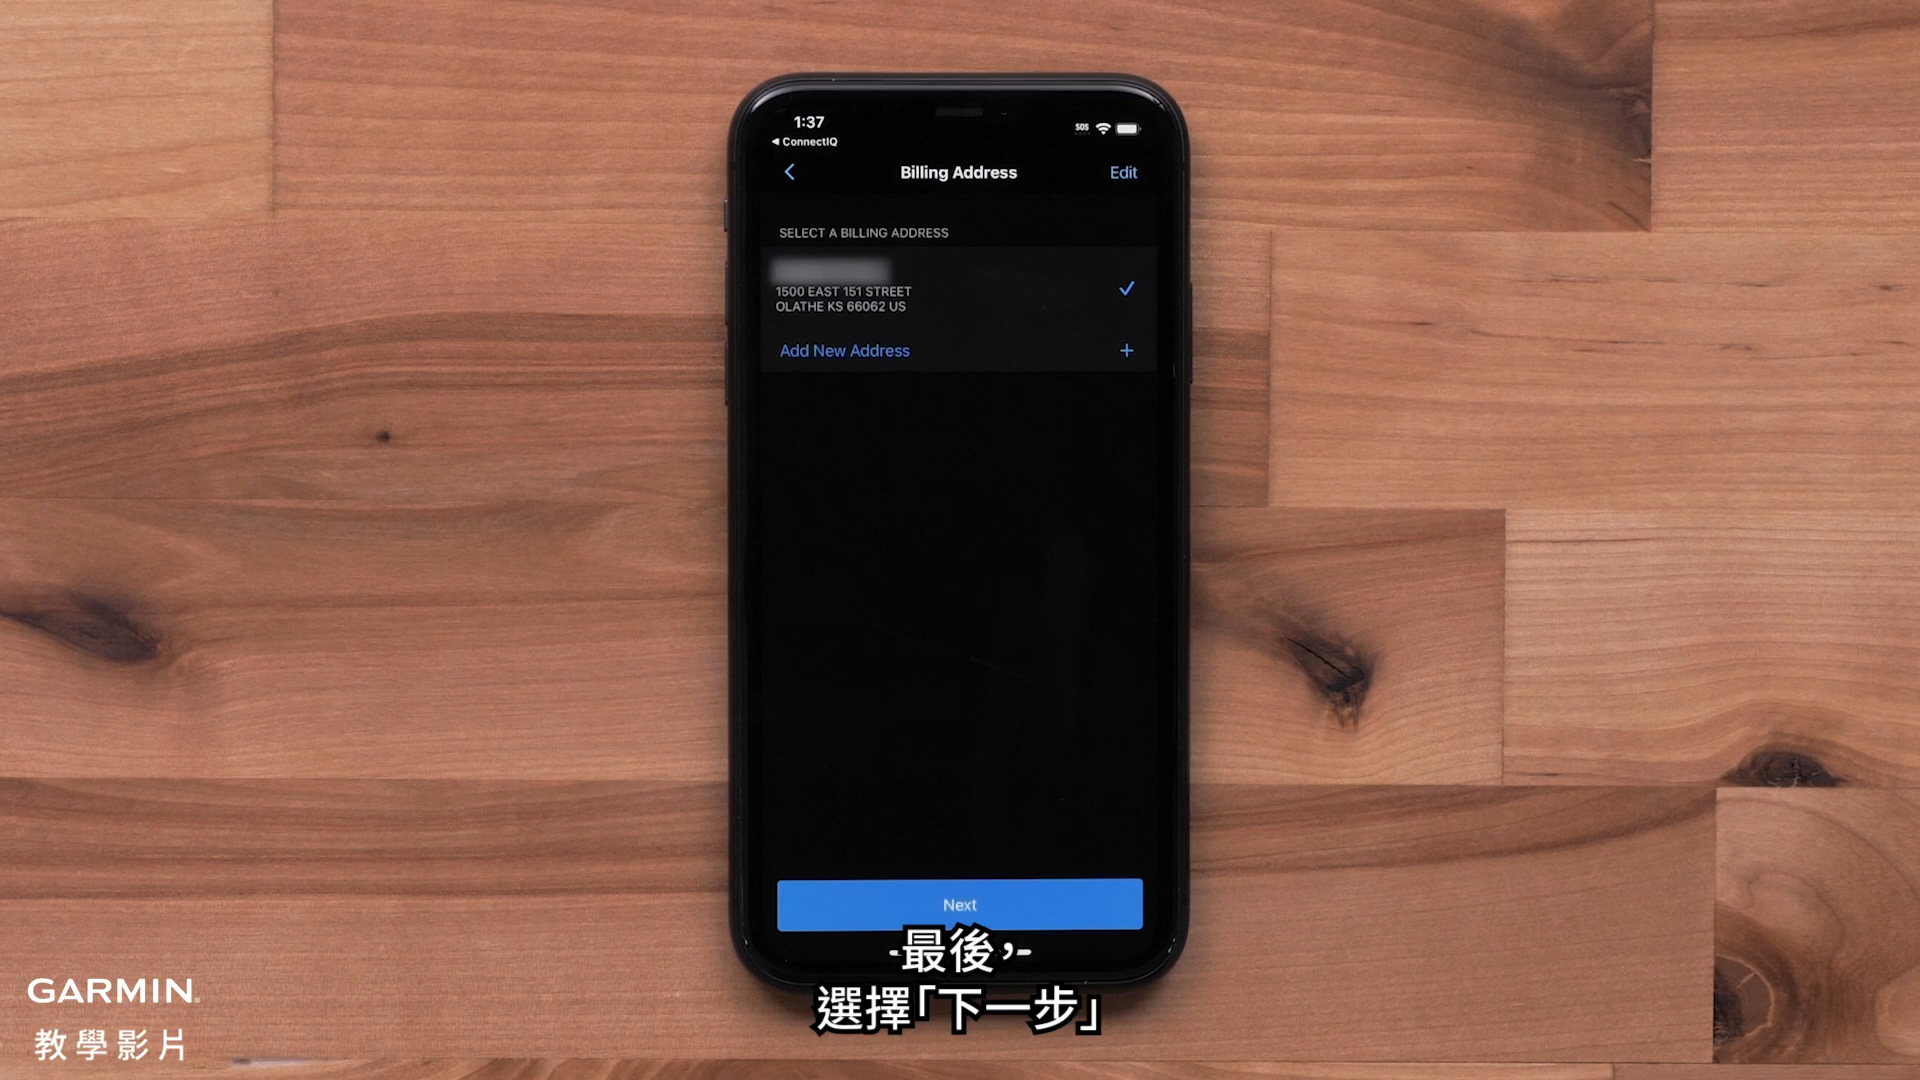 1:37
SOS
◀ ConnectIQ
Billing Address
Edit
SELECT A BILLING ADDRESS
1500 EAST 151 STREET
OLATHE KS 66062 US
Add New Address
Next
-最後，-
選擇「下一步」
GARMIN®
教學影片